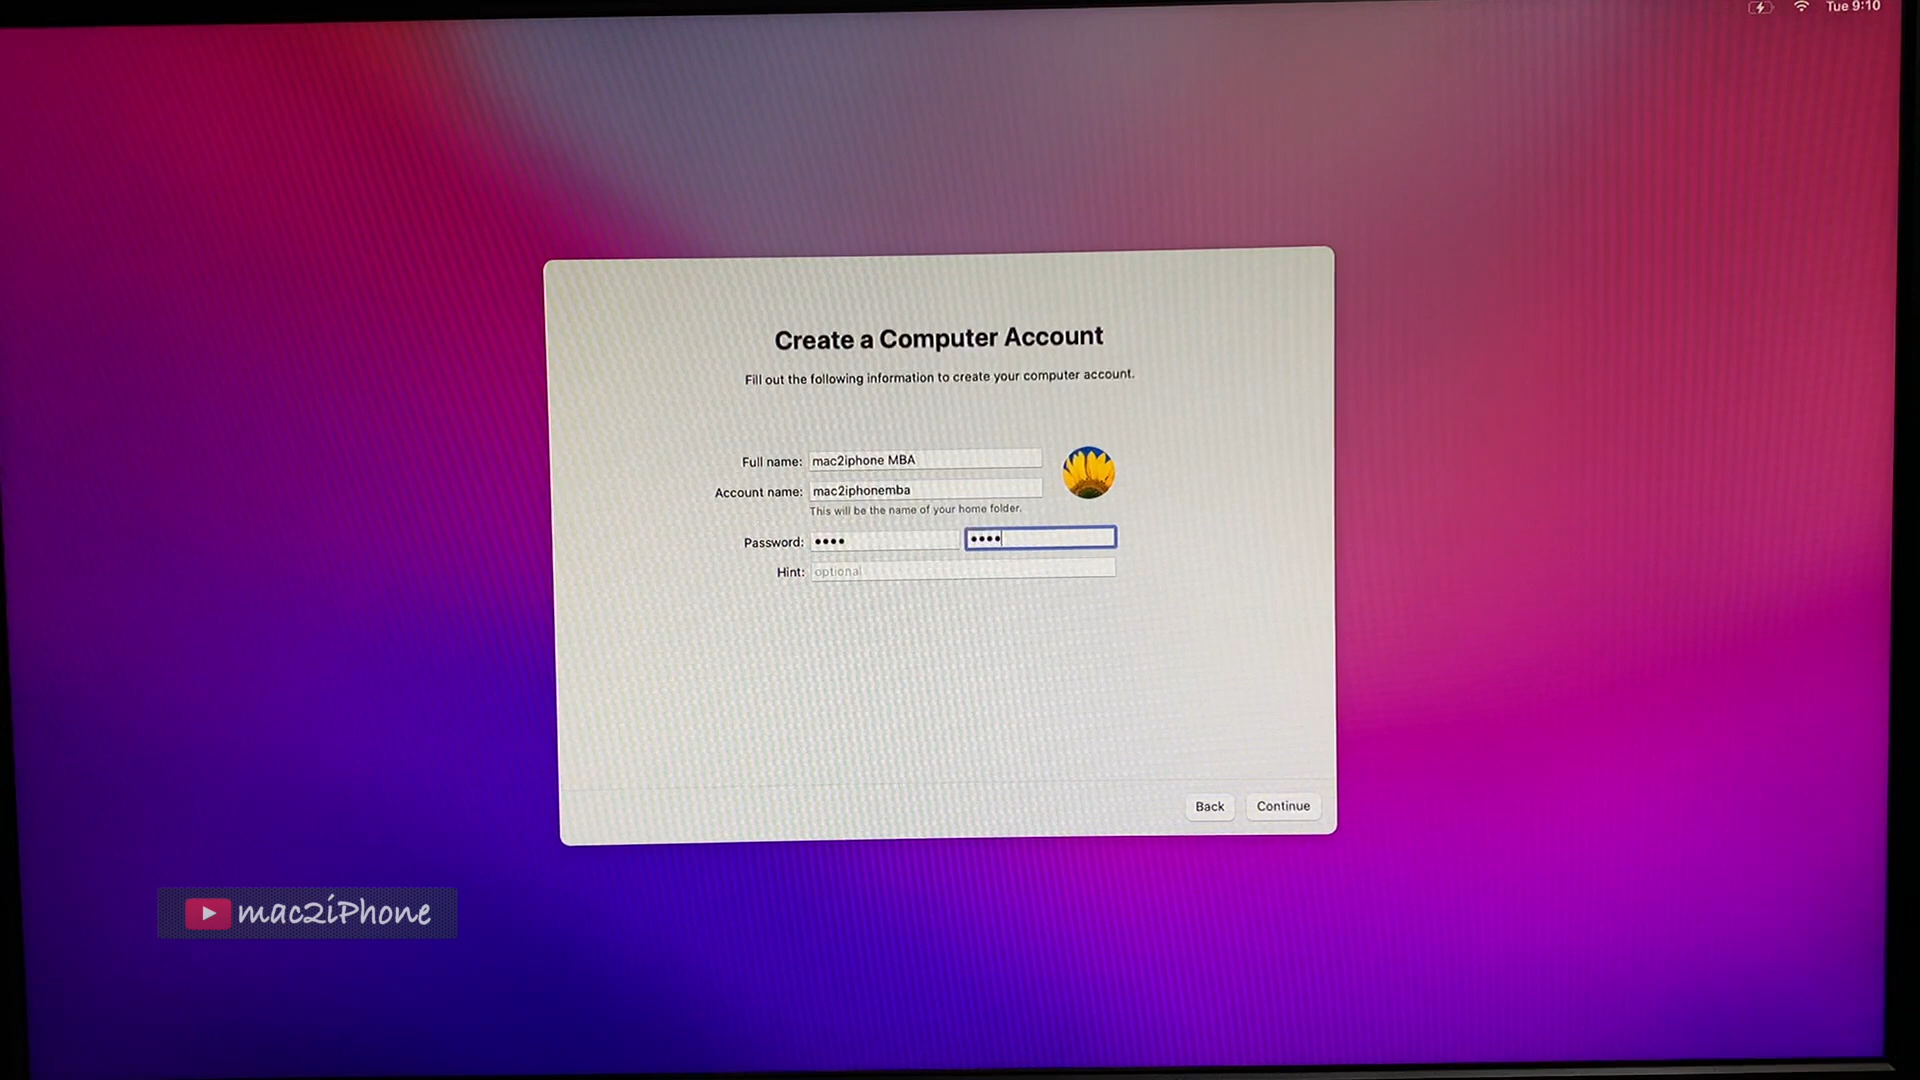 Tue 9:10
Create a Computer Account
Fill out the following information to create your computer account.
Full name: mac2iphone MBA
Account name: mac2iphonemba
This will be the name of your home folder.
Password: •••• ••••
Hint: optional
Back Continue
mac2iPhone